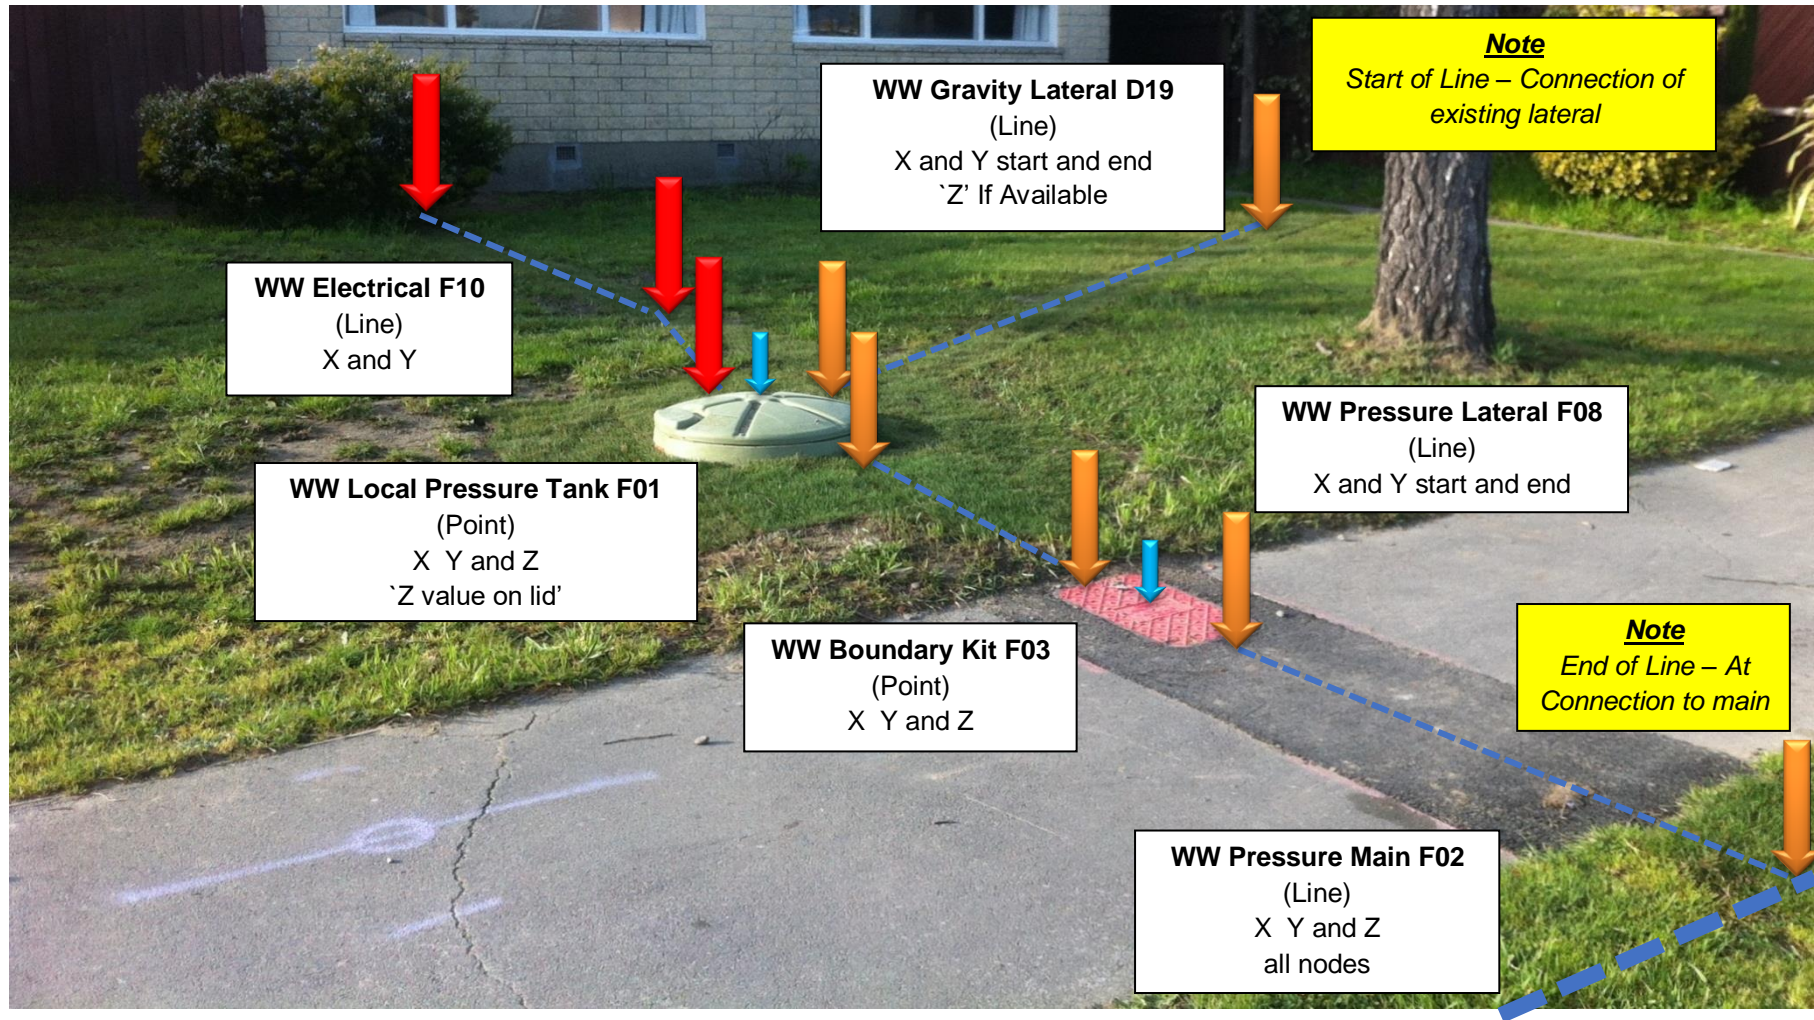 Note
Start of Line – Connection of
existing lateral
WW Gravity Lateral D19
(Line)
X and Y start and end
`Z’ If Available
WW Electrical F10
(Line)
X and Y
WW Pressure Lateral F08
(Line)
X and Y start and end
WW Local Pressure Tank F01
(Point)
X  Y and Z
`Z value on lid’
Note
End of Line – At
Connection to main
WW Boundary Kit F03
(Point)
X  Y and Z
WW Pressure Main F02
(Line)
X  Y and Z
all nodes